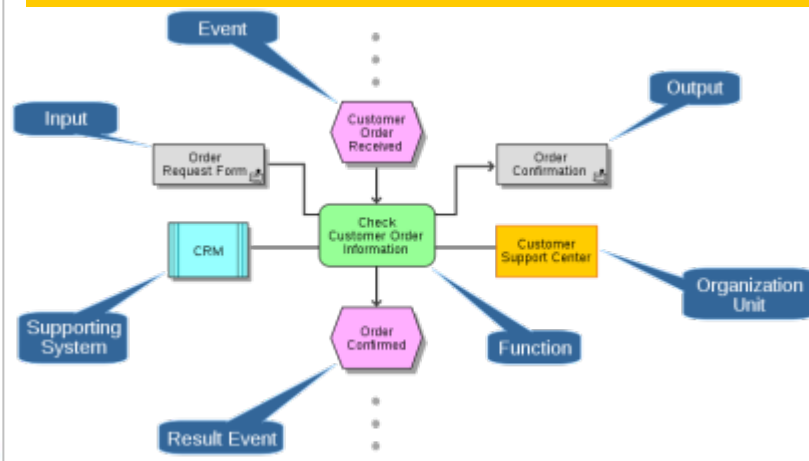 Event
Customer
Order
Received
Output
Input
Order
Request Form
Order
Confirmation
Check
Customer Order
Information
CRM
Customer
Support Center
Organization
Unit
Supporting
System
Order
Confirmed
Function
Result Event